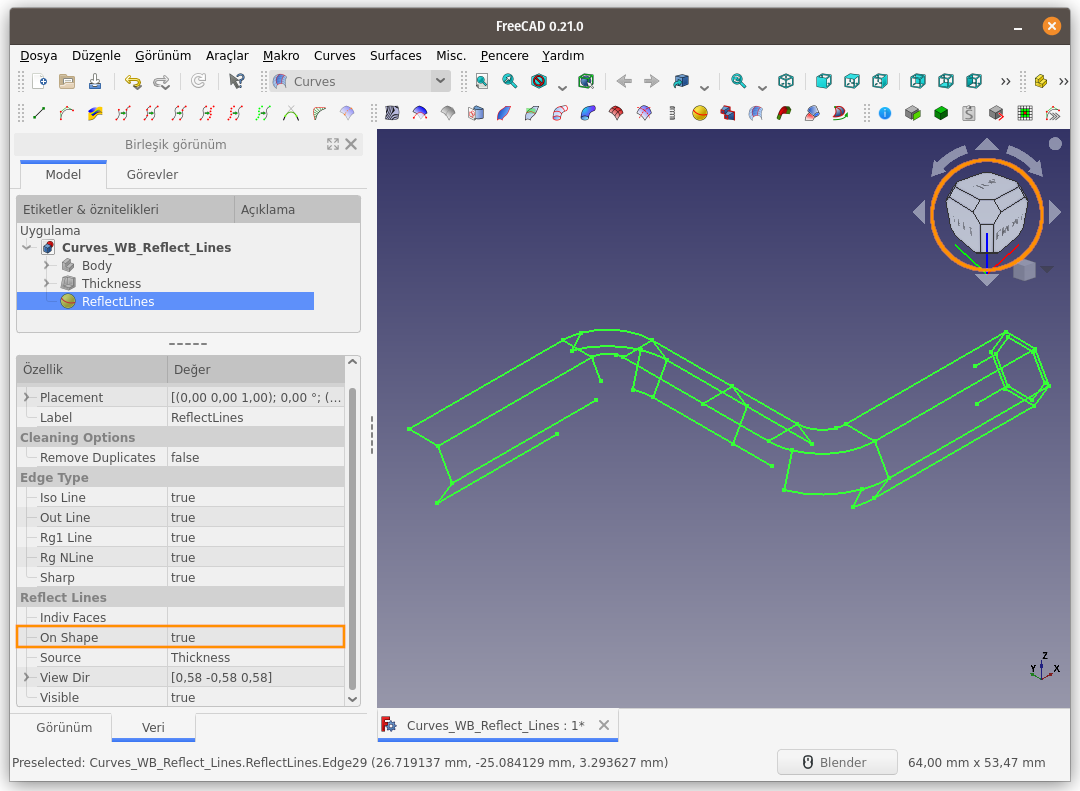 FreeCAD 0.21.0
Dosya Düzenle Görünüm Araçlar Makro Curves Surfaces Misc. Pencere Yardım
Curves
Birleşik görünüm
Model Görevler
Etiketler & öznitelikleri Açıklama
Uygulama
Curves_WB_Reflect_Lines
Body
Thickness
ReflectLines
Özellik Değer
Placement [(0,00 0,00 1,00); 0,00 °; (...
Label ReflectLines
Cleaning Options
Remove Duplicates false
Edge Type
Iso Line true
Out Line true
Rg1 Line true
Rg NLine true
Sharp true
Reflect Lines
Indiv Faces
On Shape true
Source Thickness
View Dir [0,58 -0,58 0,58]
Visible true
Z
Y X
Görünüm Veri
Curves_WB_Reflect_Lines : 1*
Preselected: Curves_WB_Reflect_Lines.ReflectLines.Edge29 (26.719137 mm, -25.084129 mm, 3.293627 mm)
Blender
64,00 mm x 53,47 mm